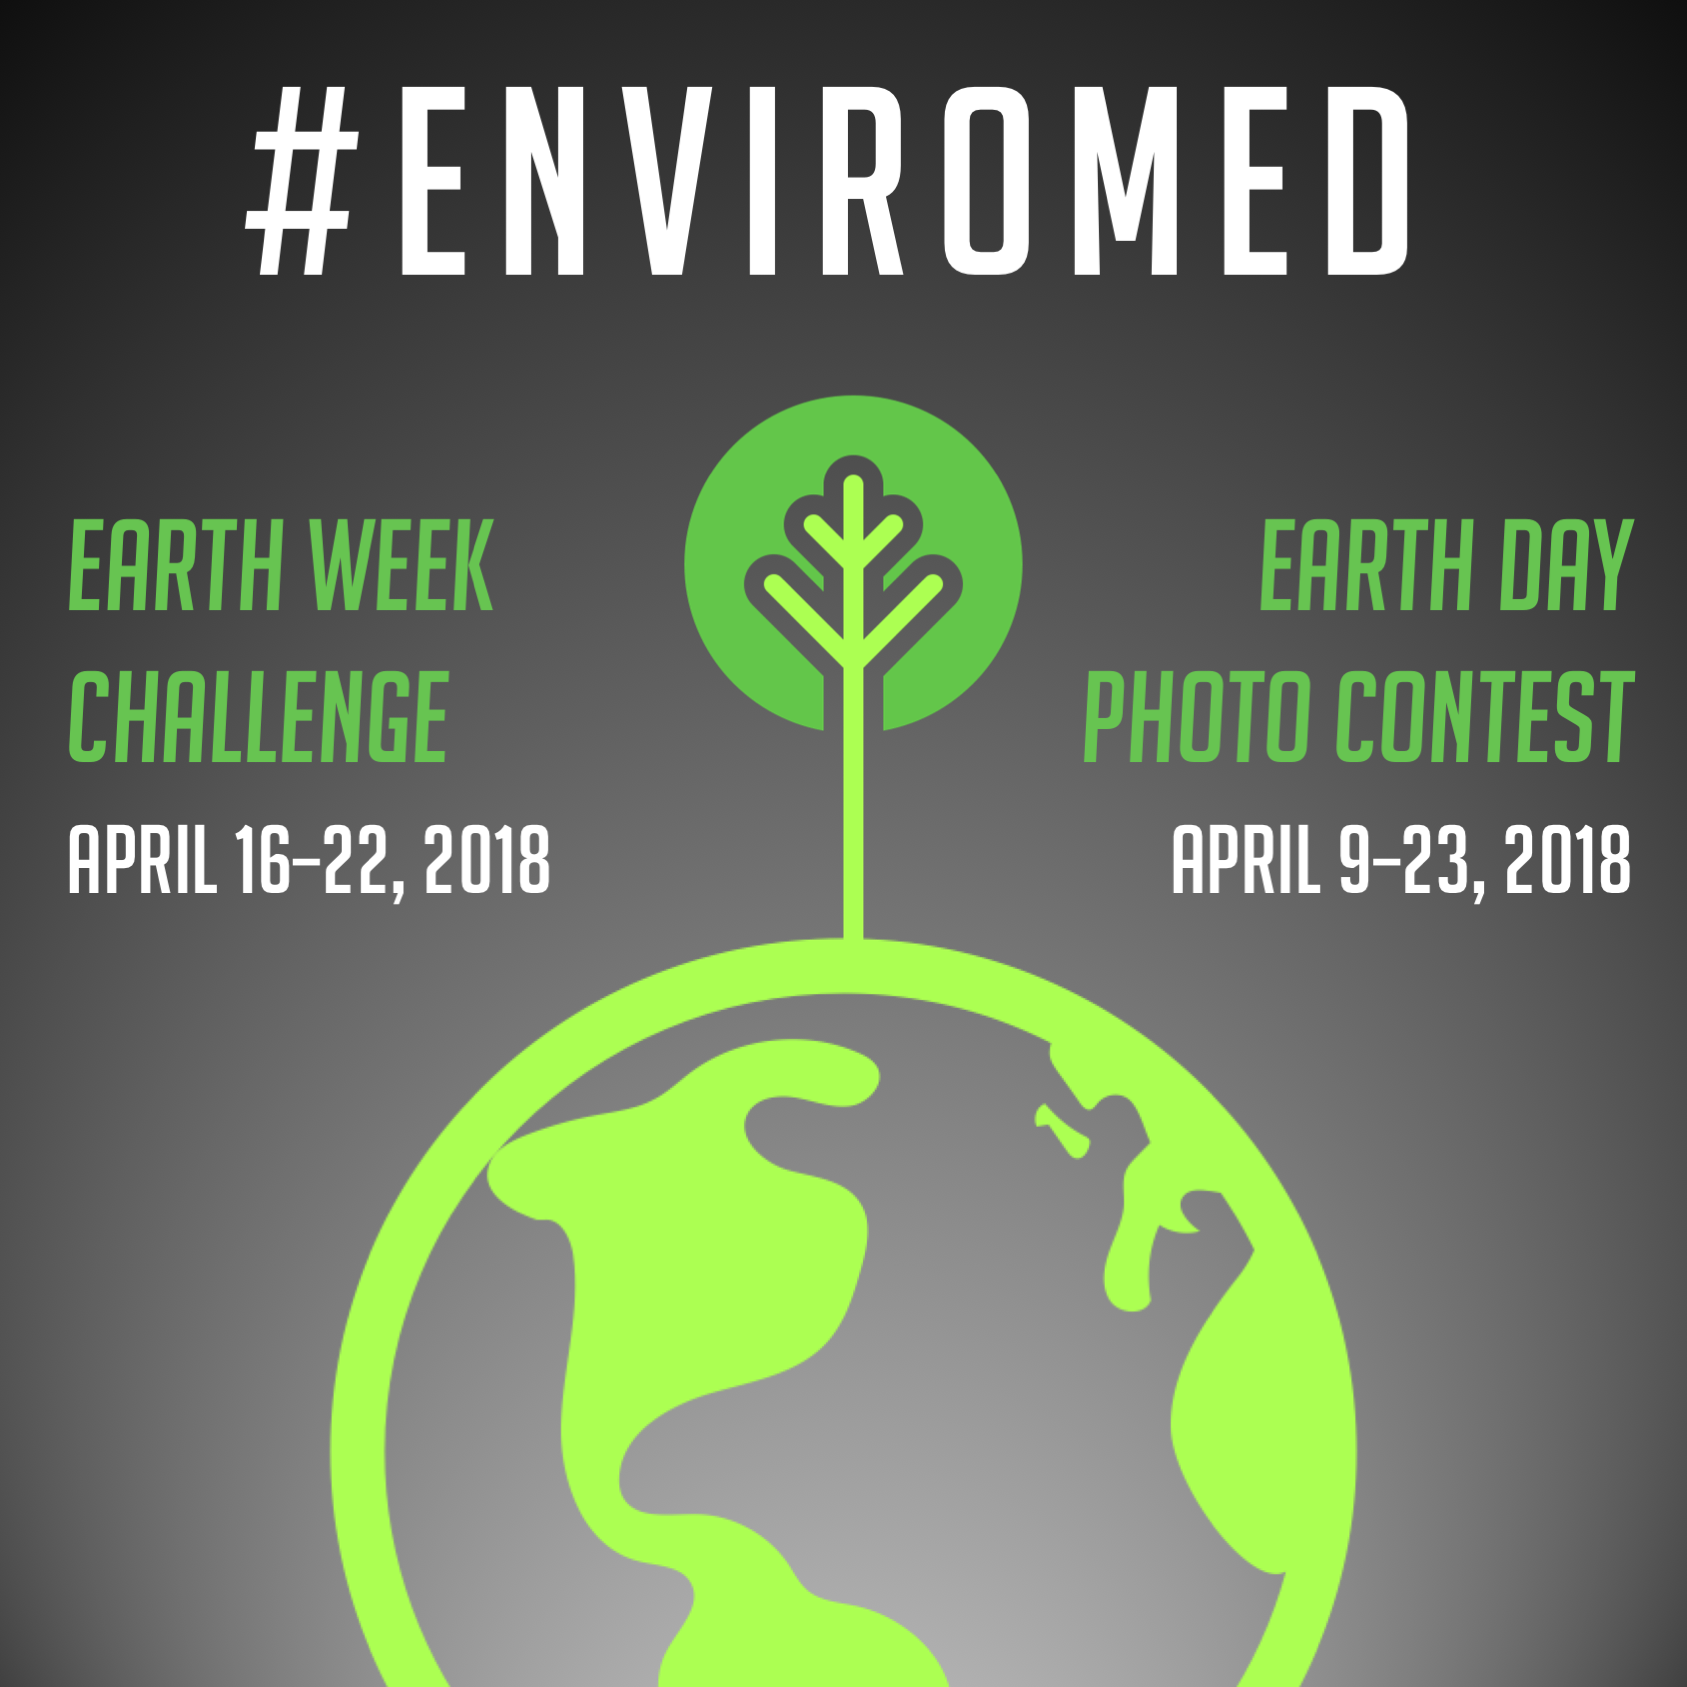 #ENVIROMED
EARTH WEEK
CHALLENGE
APRIL 16–22, 2018
EARTH DAY
PHOTO CONTEST
APRIL 9–23, 2018